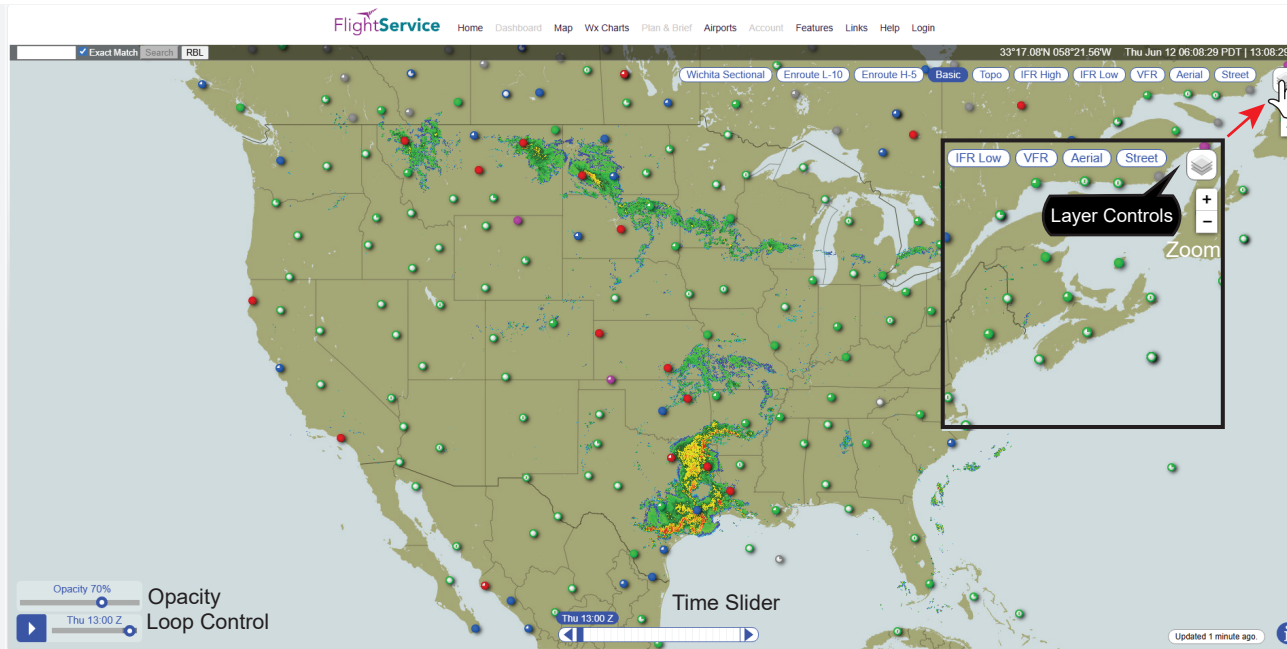 FlightService Home Dashboard Map Wx Charts Plan & Brief Airports Account Features Links Help Login
Exact Match Search RBL 33°17.08'N 058°21.56'W Thu Jun 12 06:08:29 PDT | 13:08:29
Wichita Sectional Enroute L-10 Enroute H-5 Basic Topo IFR High IFR Low VFR Aerial Street
IFR Low VFR Aerial Street
Layer Controls
+
−
Zoom
Opacity 70%
Opacity
Thu 13:00 Z
Loop Control
Time Slider
Thu 13:00 Z
Updated 1 minute ago.